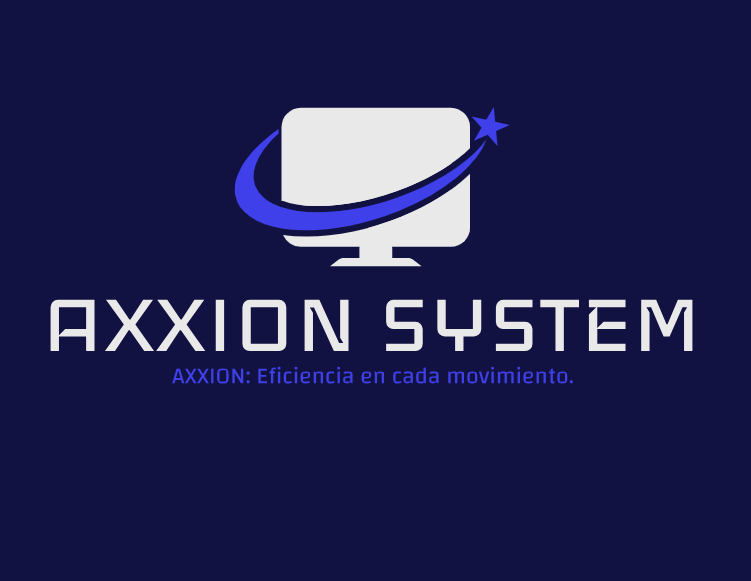 AXXION SYSTEM
AXXION: Eficiencia en cada movimiento.